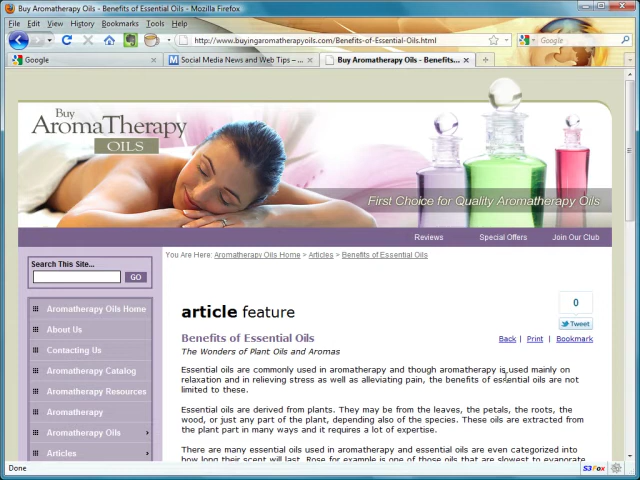 Buy Aromatherapy Oils - Benefits of Essential Oils - Mozilla Firefox
File Edit View History Bookmarks Tools Help
http://www.buyingaromatherapyoils.com/Benefits-of-Essential-Oils.html
Google
Google
Social Media News and Web Tips – ...
Buy Aromatherapy Oils - Benefits...
Buy
AromaTherapy
OILS
First Choice for Quality Aromatherapy Oils
Reviews Special Offers Join Our Club
Search This Site...
GO
You Are Here: Aromatherapy Oils Home > Articles > Benefits of Essential Oils
Aromatherapy Oils Home
About Us
Contacting Us
Aromatherapy Catalog
Aromatherapy Resources
Aromatherapy
Aromatherapy Oils
Articles
article feature
0
Tweet
Benefits of Essential Oils
Back | Print | Bookmark
The Wonders of Plant Oils and Aromas
Essential oils are commonly used in aromatherapy and though aromatherapy is used mainly on
relaxation and in relieving stress as well as alleviating pain, the benefits of essential oils are not
limited to these.
Essential oils are derived from plants. They may be from the leaves, the petals, the roots, the
wood, or just any part of the plant, depending also of the species. These oils are extracted from
the plant part in many ways and it requires a lot of expertise.
There are many essential oils used in aromatherapy and essential oils are even categorized into
how long their scent will last. Rose for example is one of those oils that are slowest to evaporate
Done
S3Fox